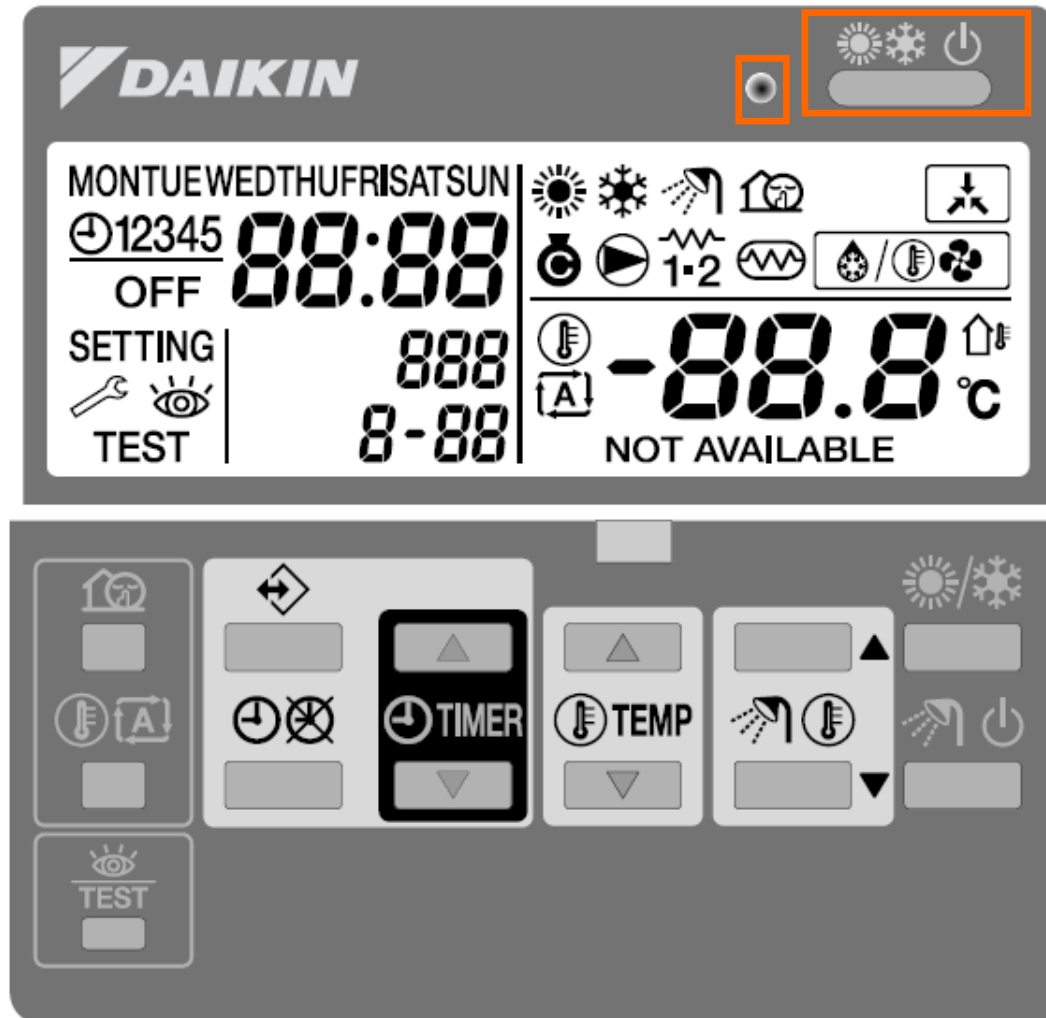 DAIKIN
MONTUEWEDTHUFRISATSUN
12345 88:88
OFF
SETTING 888
TEST 8-88
-88.8 °C
NOT AVAILABLE
1·2
C
A
A
TIMER
TEMP
TEST